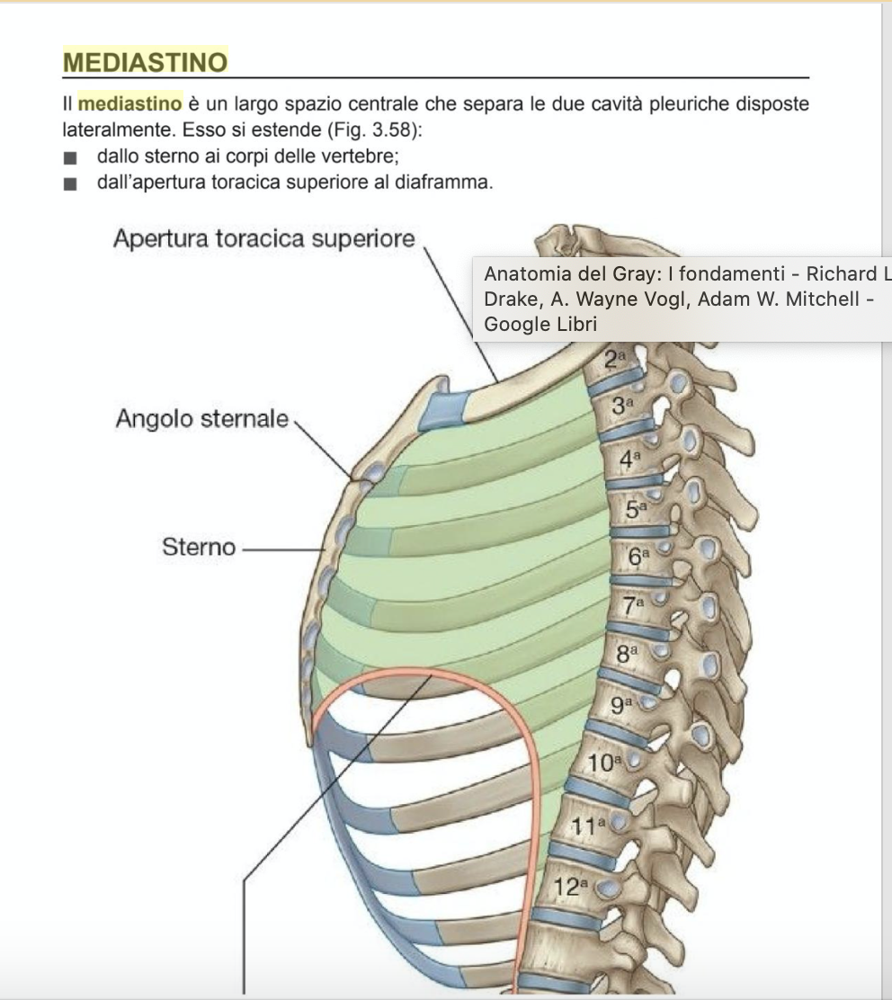 MEDIASTINO
Il mediastino è un largo spazio centrale che separa le due cavità pleuriche disposte
lateralmente. Esso si estende (Fig. 3.58):
■ dallo sterno ai corpi delle vertebre;
■ dall'apertura toracica superiore al diaframma.
Apertura toracica superiore
Anatomia del Gray: I fondamenti - Richard L
Drake, A. Wayne Vogl, Adam W. Mitchell -
Google Libri
2ª
3ª
Angolo sternale
4ª
5ª
Sterno
6ª
7ª
8ª
9ª
10ª
11ª
12ª